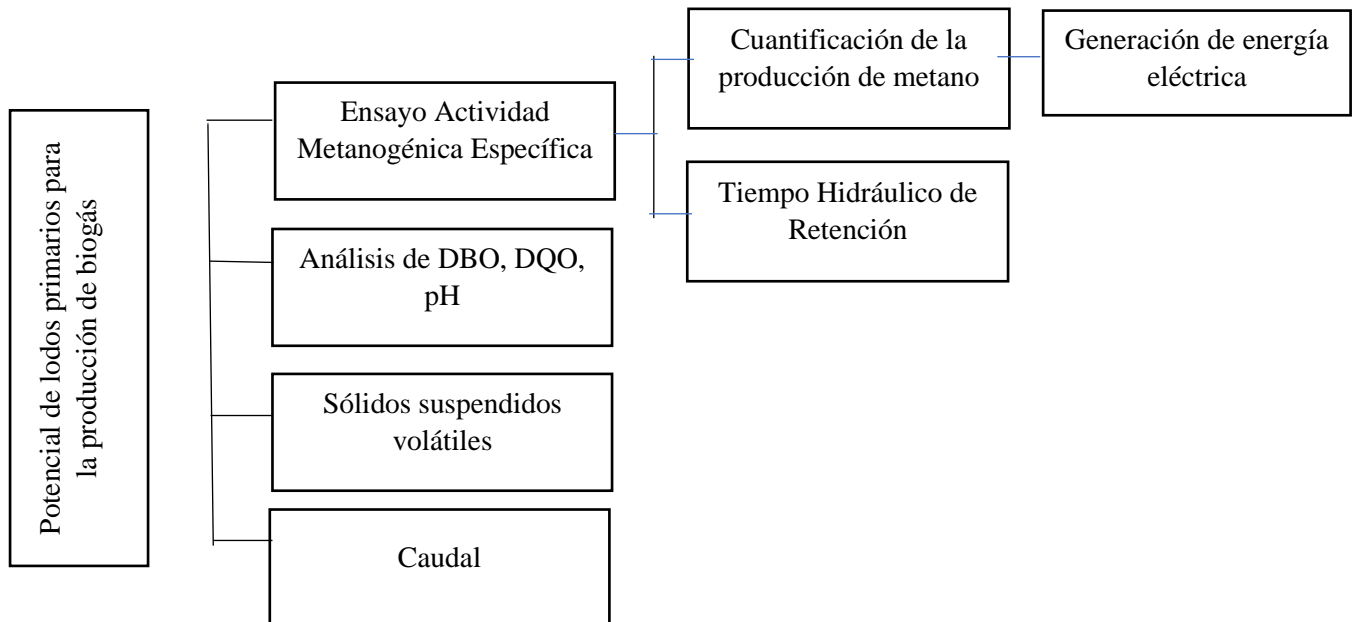 Potencial de lodos primarios para
la producción de biogás
Ensayo Actividad
Metanogénica Específica
Análisis de DBO, DQO,
pH
Sólidos suspendidos
volátiles
Caudal
Cuantificación de la
producción de metano
Tiempo Hidráulico de
Retención
Generación de energía
eléctrica